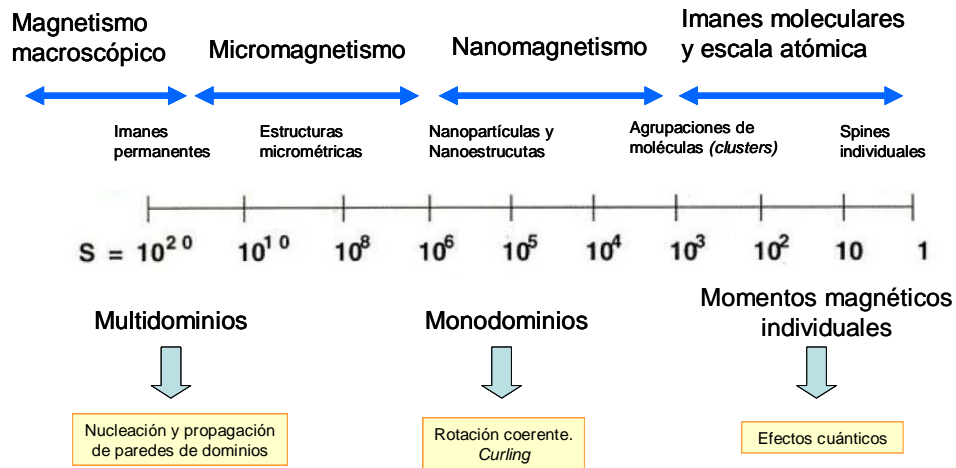 Magnetismo
macroscópico
Micromagnetismo
Nanomagnetismo
Imanes moleculares
y escala atómica
Imanes
permanentes
Estructuras
micrométricas
Nanopartículas y
Nanoestrucutas
Agrupaciones de
moléculas (clusters)
Spines
individuales
S = 10²⁰ 10¹⁰ 10⁸ 10⁶ 10⁵ 10⁴ 10³ 10² 10 1
Multidominios
Monodominios
Momentos magnéticos
individuales
Nucleación y propagación
de paredes de dominios
Rotación coherente.
Curling
Efectos cuánticos